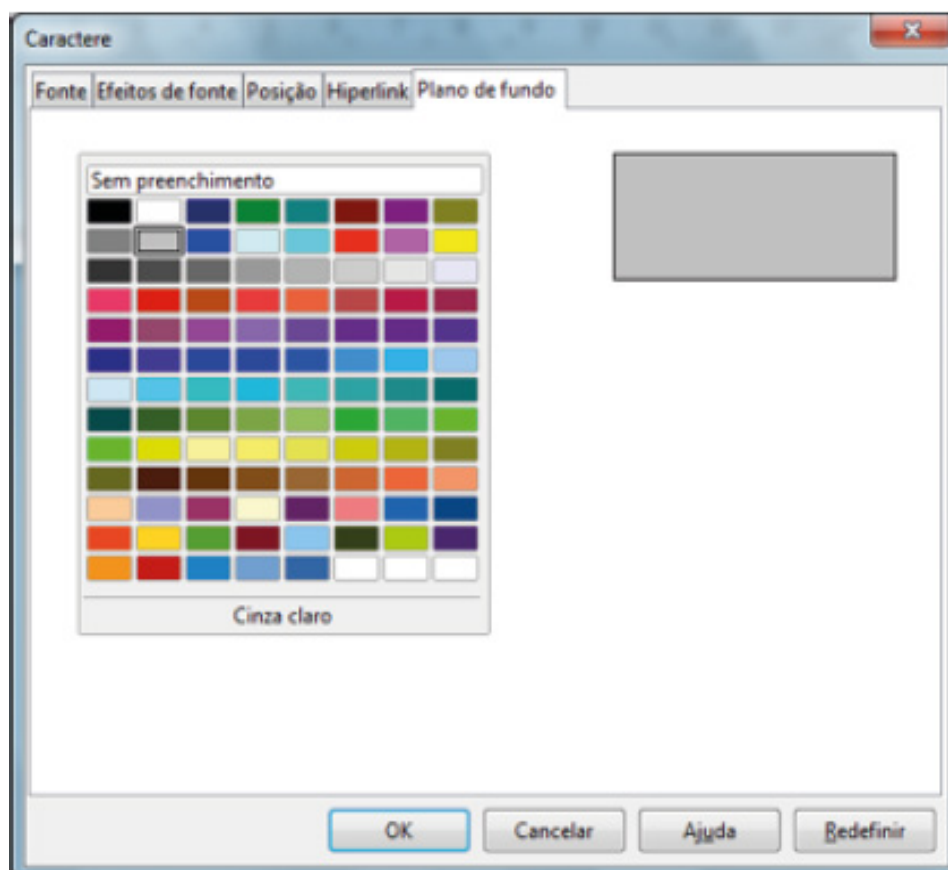 Caractere
Fonte Efeitos de fonte Posição Hiperlink Plano de fundo
Sem preenchimento
Cinza claro
OK Cancelar Ajuda Redefinir